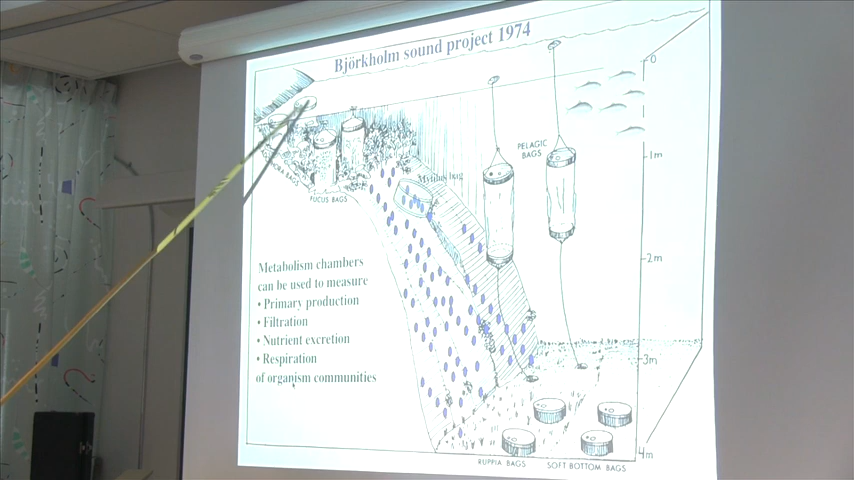 Björkholm sound project 1974
0
1m
PELAGIC
BAGS
Mytilus bag
FUCUS BAGS
2m
Metabolism chambers
can be used to measure
• Primary production
• Filtration
• Nutrient excretion
• Respiration
of organism communities
3m
4m
RUPPIA BAGS
SOFT BOTTOM BAGS